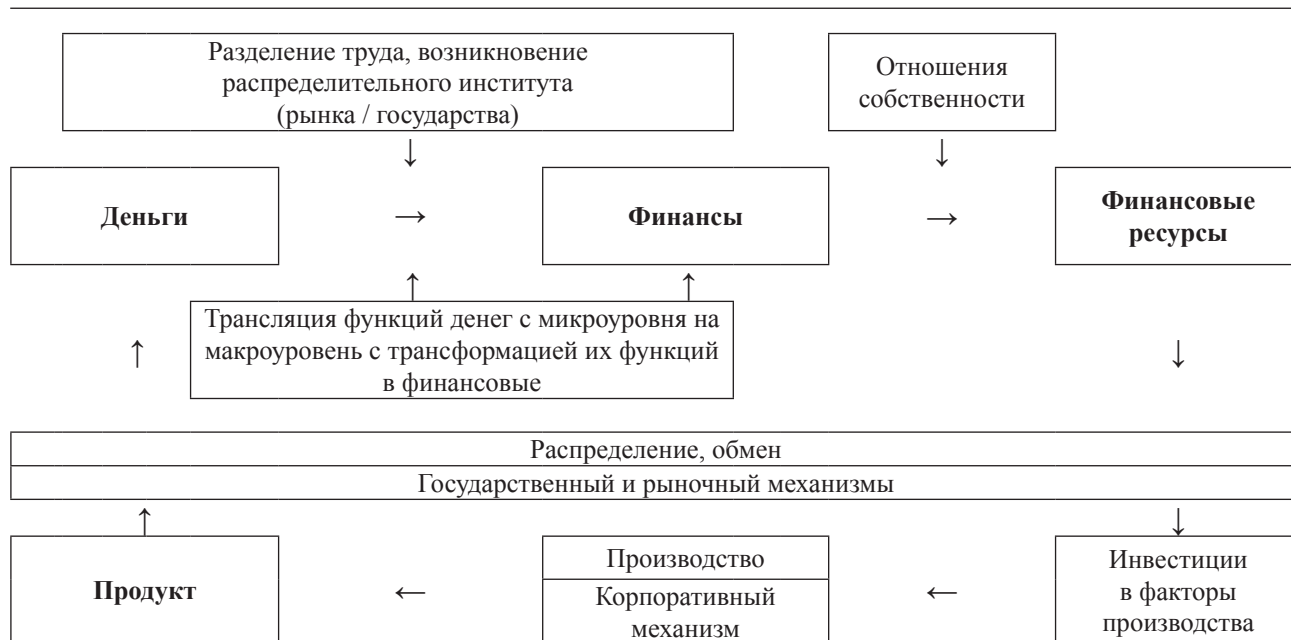 Разделение труда, возникновение
распределительного института
(рынка / государства)
Отношения
собственности
Деньги
→
Финансы
→
Финансовые
ресурсы
Трансляция функций денег с микроуровня на
макроуровень с трансформацией их функций
в финансовые
Распределение, обмен
Государственный и рыночный механизмы
Продукт
←
Производство
Корпоративный
механизм
←
Инвестиции
в факторы
производства